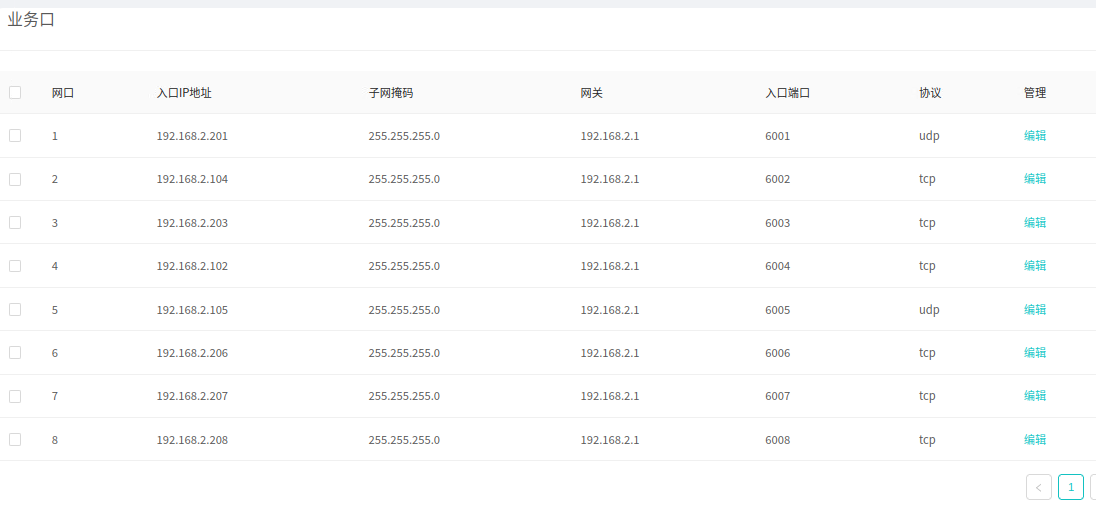 业务口
网口 入口IP地址 子网掩码 网关 入口端口 协议 管理
1 192.168.2.201 255.255.255.0 192.168.2.1 6001 udp 编辑
2 192.168.2.104 255.255.255.0 192.168.2.1 6002 tcp 编辑
3 192.168.2.203 255.255.255.0 192.168.2.1 6003 tcp 编辑
4 192.168.2.102 255.255.255.0 192.168.2.1 6004 tcp 编辑
5 192.168.2.105 255.255.255.0 192.168.2.1 6005 udp 编辑
6 192.168.2.206 255.255.255.0 192.168.2.1 6006 tcp 编辑
7 192.168.2.207 255.255.255.0 192.168.2.1 6007 tcp 编辑
8 192.168.2.208 255.255.255.0 192.168.2.1 6008 tcp 编辑
1